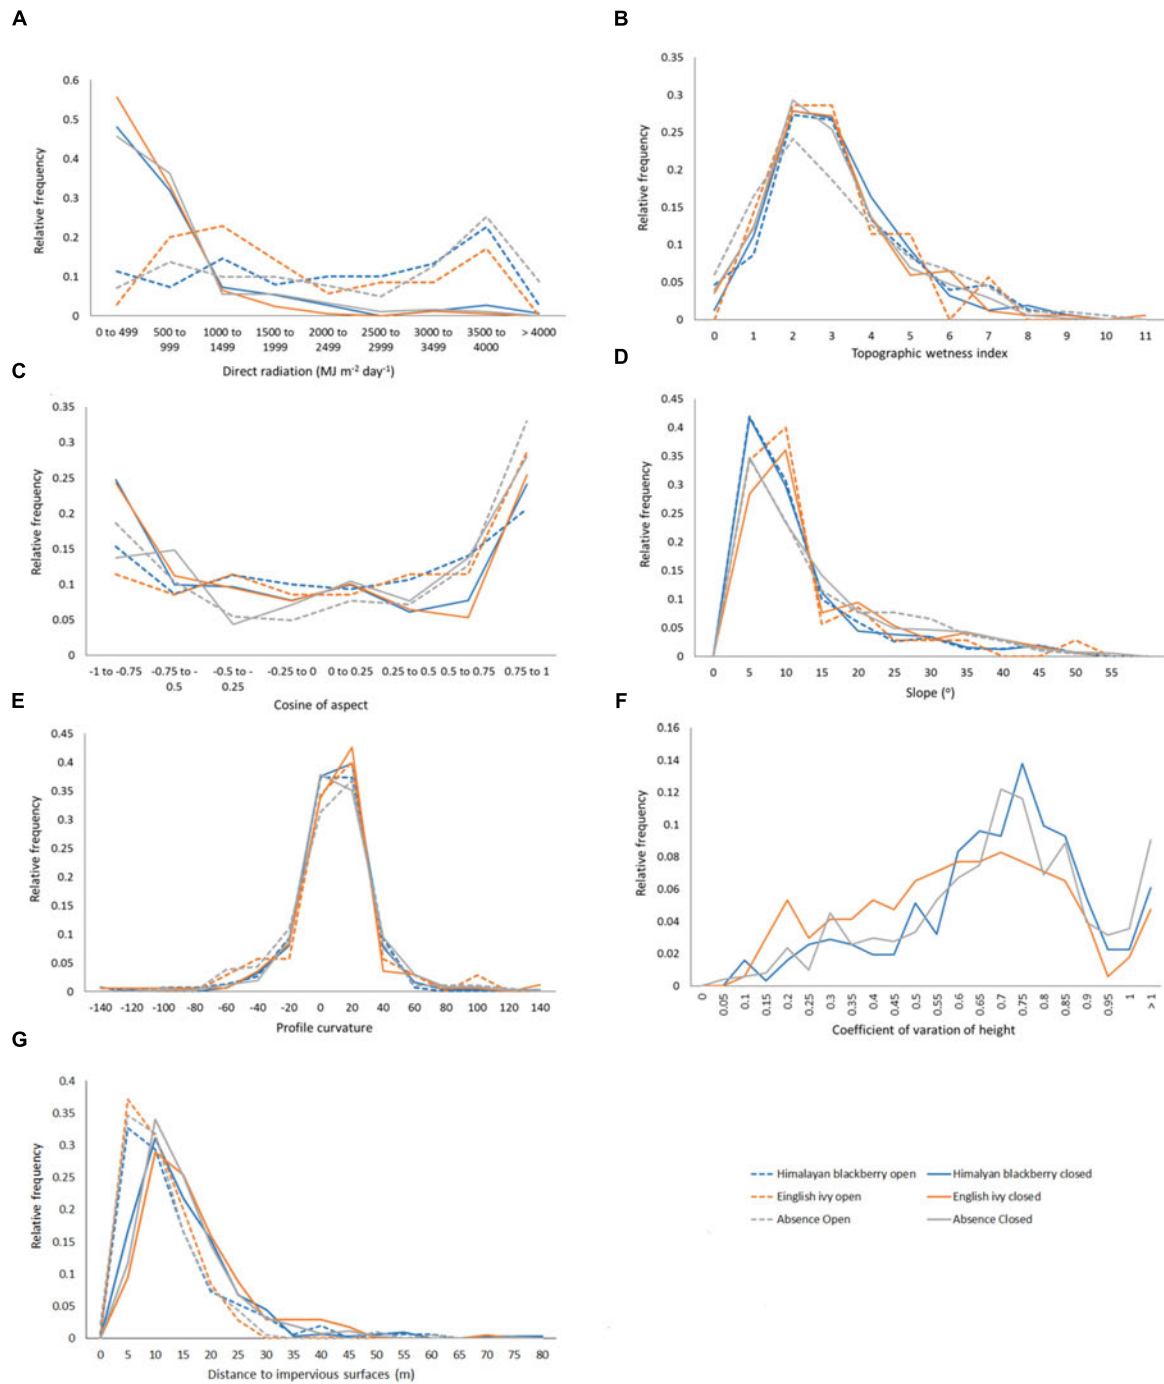 A
Relative frequency
0.6
0.5
0.4
0.3
0.2
0.1
0
0 to 499 500 to 1000 to 1500 to 2000 to 2500 to 3000 to 3500 to > 4000
999 1499 1999 2499 2999 3499 4000
Direct radiation (MJ m-2 day-1)
B
Relative frequency
0.35
0.3
0.25
0.2
0.15
0.1
0.05
0
0 1 2 3 4 5 6 7 8 9 10 11
Topographic wetness index
C
Relative frequency
0.35
0.3
0.25
0.2
0.15
0.1
0.05
0
-1 to -0.75 -0.75 to - -0.5 to - -0.25 to 0 0 to 0.25 0.25 to 0.5 0.5 to 0.75 0.75 to 1
0.5 0.25
Cosine of aspect
D
Relative frequency
0.45
0.4
0.35
0.3
0.25
0.2
0.15
0.1
0.05
0
0 5 10 15 20 25 30 35 40 45 50 55
Slope (o)
E
Relative frequency
0.45
0.4
0.35
0.3
0.25
0.2
0.15
0.1
0.05
0
-140 -120 -100 -80 -60 -40 -20 0 20 40 60 80 100 120 140
Profile curvature
F
Relative frequency
0.16
0.14
0.12
0.1
0.08
0.06
0.04
0.02
0
0 0.05 0.1 0.15 0.2 0.25 0.3 0.35 0.4 0.45 0.5 0.55 0.6 0.65 0.7 0.75 0.8 0.85 0.9 0.95 1 > 1
Coefficient of varation of height
G
Relative frequency
0.4
0.35
0.3
0.25
0.2
0.15
0.1
0.05
0
0 5 10 15 20 25 30 35 40 45 50 55 60 65 70 75 80
Distance to impervious surfaces (m)
Himalayan blackberry open Himalyan blackberry closed
Einglish ivy open English ivy closed
Absence Open Absence Closed